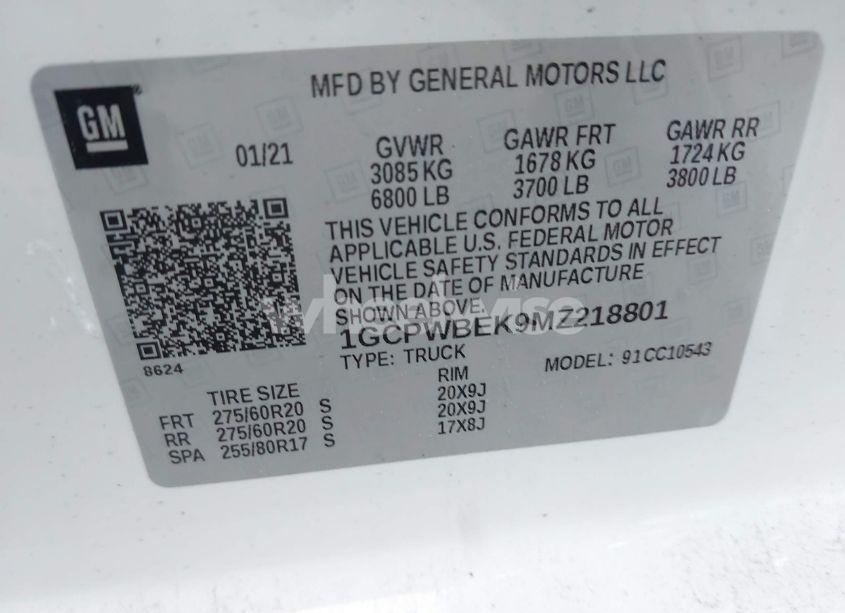 MFD BY GENERAL MOTORS LLC
GM
01/21
GVWR GAWR FRT GAWR RR
3085 KG 1678 KG 1724 KG
6800 LB 3700 LB 3800 LB
THIS VEHICLE CONFORMS TO ALL
APPLICABLE U.S. FEDERAL MOTOR
VEHICLE SAFETY STANDARDS IN EFFECT
ON THE DATE OF MANUFACTURE
SHOWN ABOVE.
1GCPWBEK9MZ218801
TYPE: TRUCK MODEL: 91CC10543
8624
TIRE SIZE RIM
FRT 275/60R20 S 20X9J
RR 275/60R20 S 20X9J
SPA 255/80R17 S 17X8J